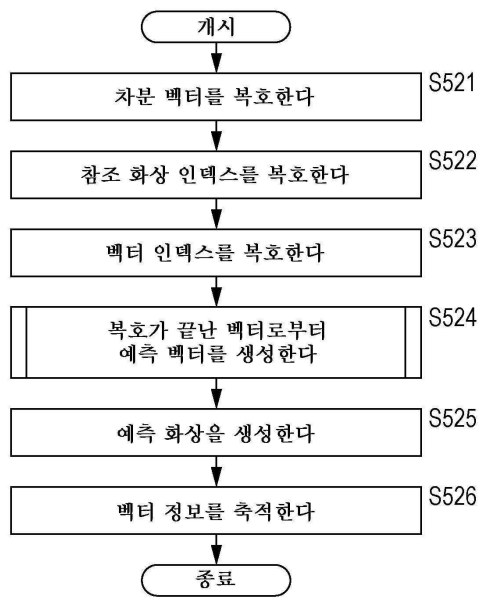 개시
차분 벡터를 복호한다
S521
참조 화상 인덱스를 복호한다
S522
벡터 인덱스를 복호한다
S523
복호가 끝난 벡터로부터
예측 벡터를 생성한다
S524
예측 화상을 생성한다
S525
벡터 정보를 축적한다
S526
종료